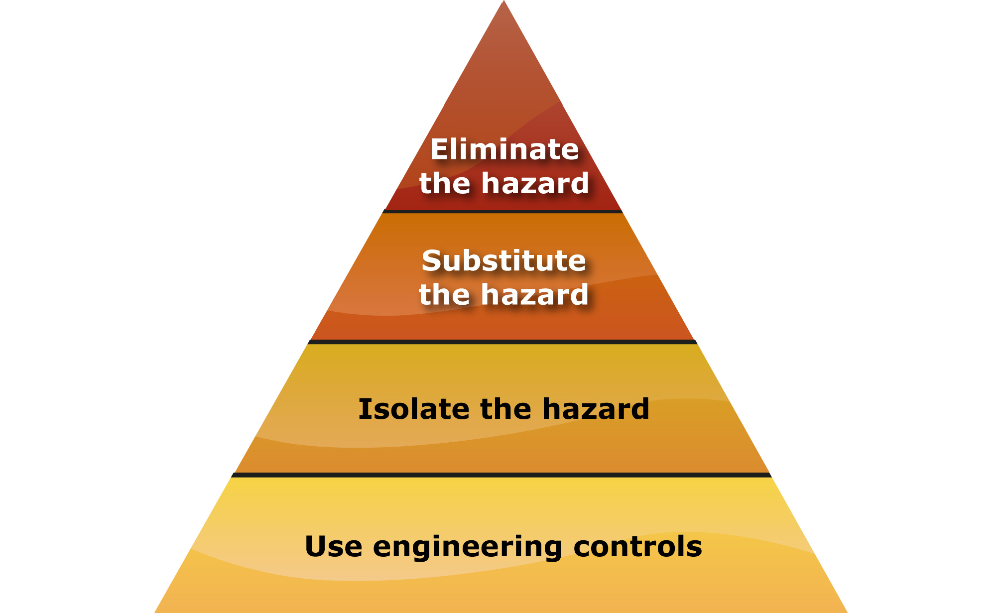 Eliminate
the hazard
Substitute
the hazard
Isolate the hazard
Use engineering controls